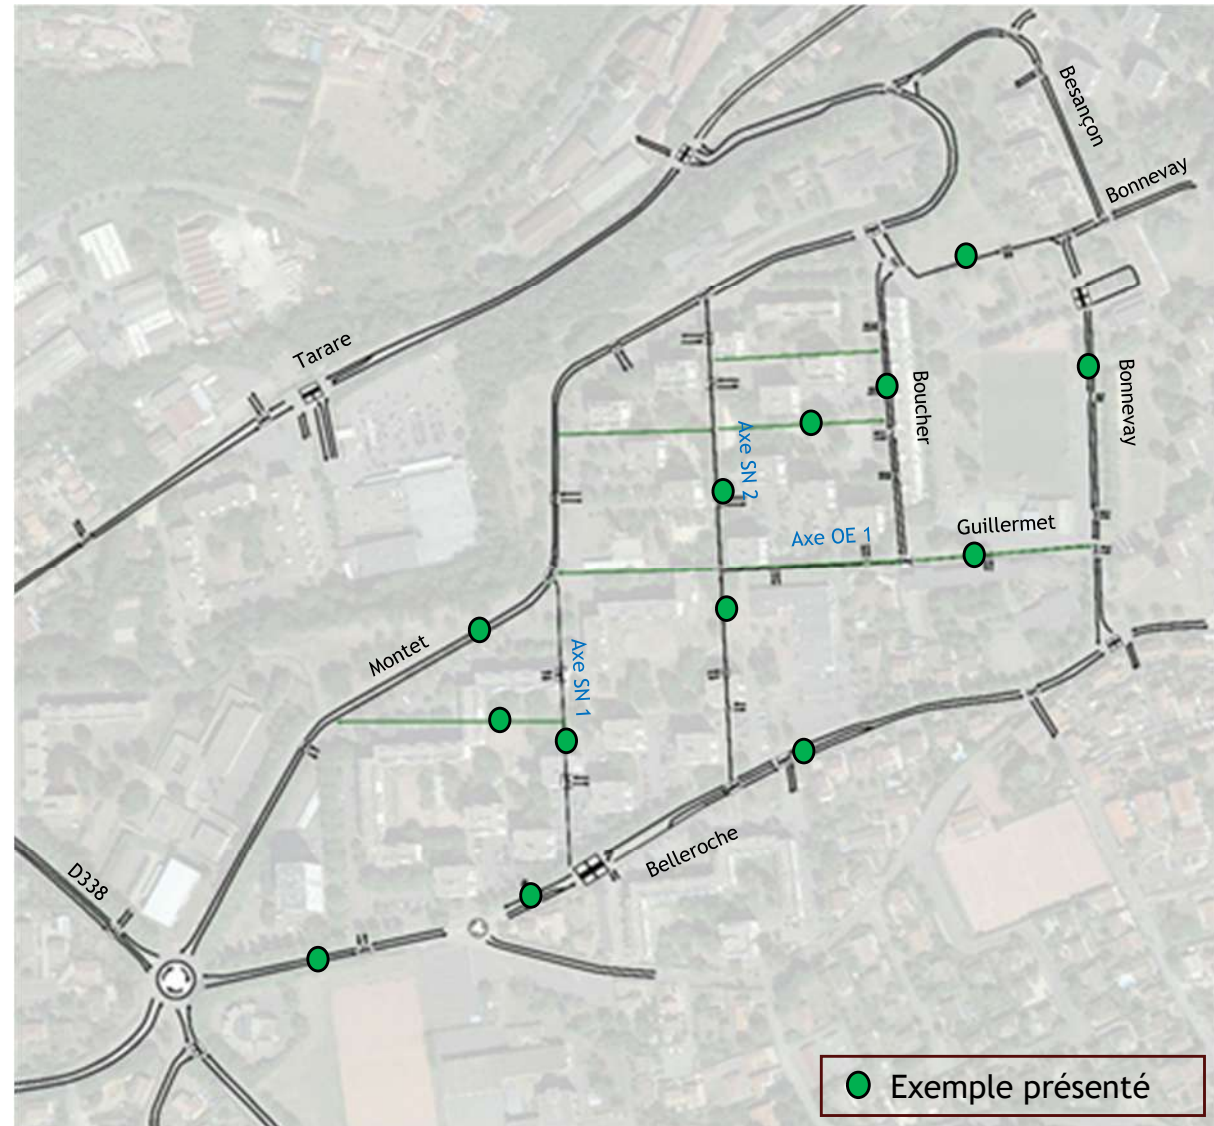 Besançon
Bonnevay
Tarare
Boucher
Bonnevay
Axe SN 2
Guillermet
Axe OE 1
Montet
Axe SN 1
Belleroche
D338
Exemple présenté